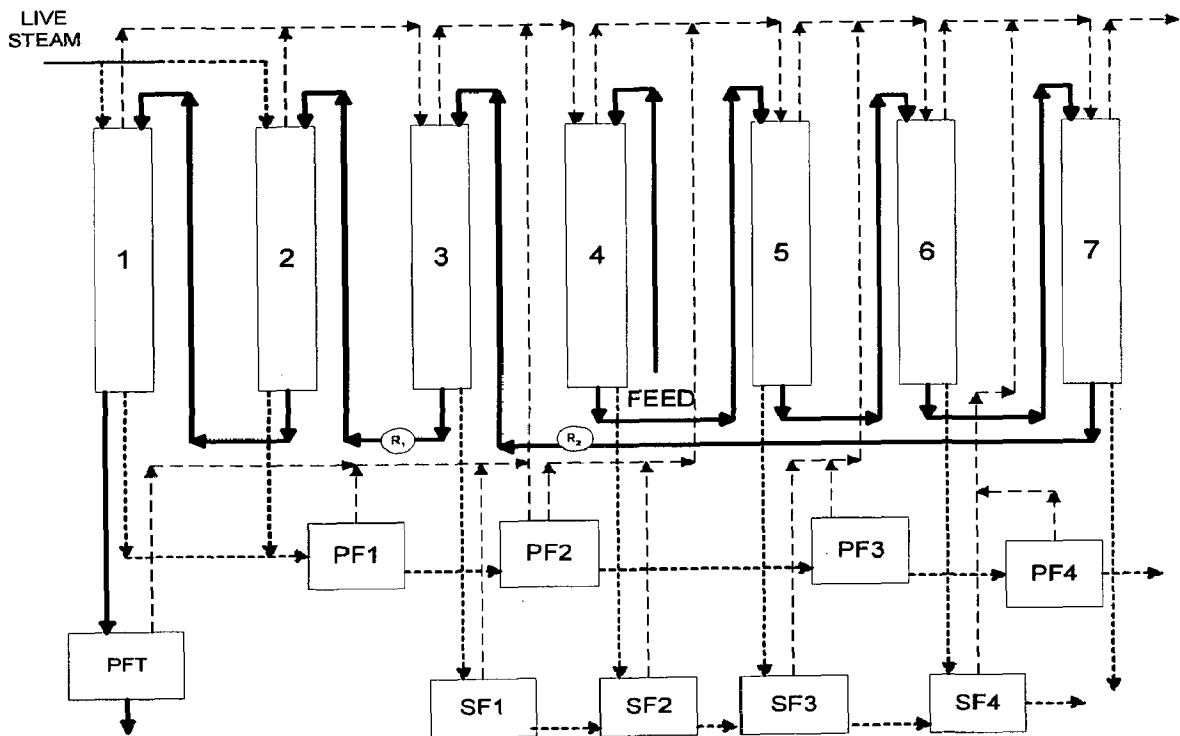 LIVE
STEAM
1
2
3
4
5
6
7
FEED
R₁
R₂
PF1
PF2
PF3
PF4
PFT
SF1
SF2
SF3
SF4